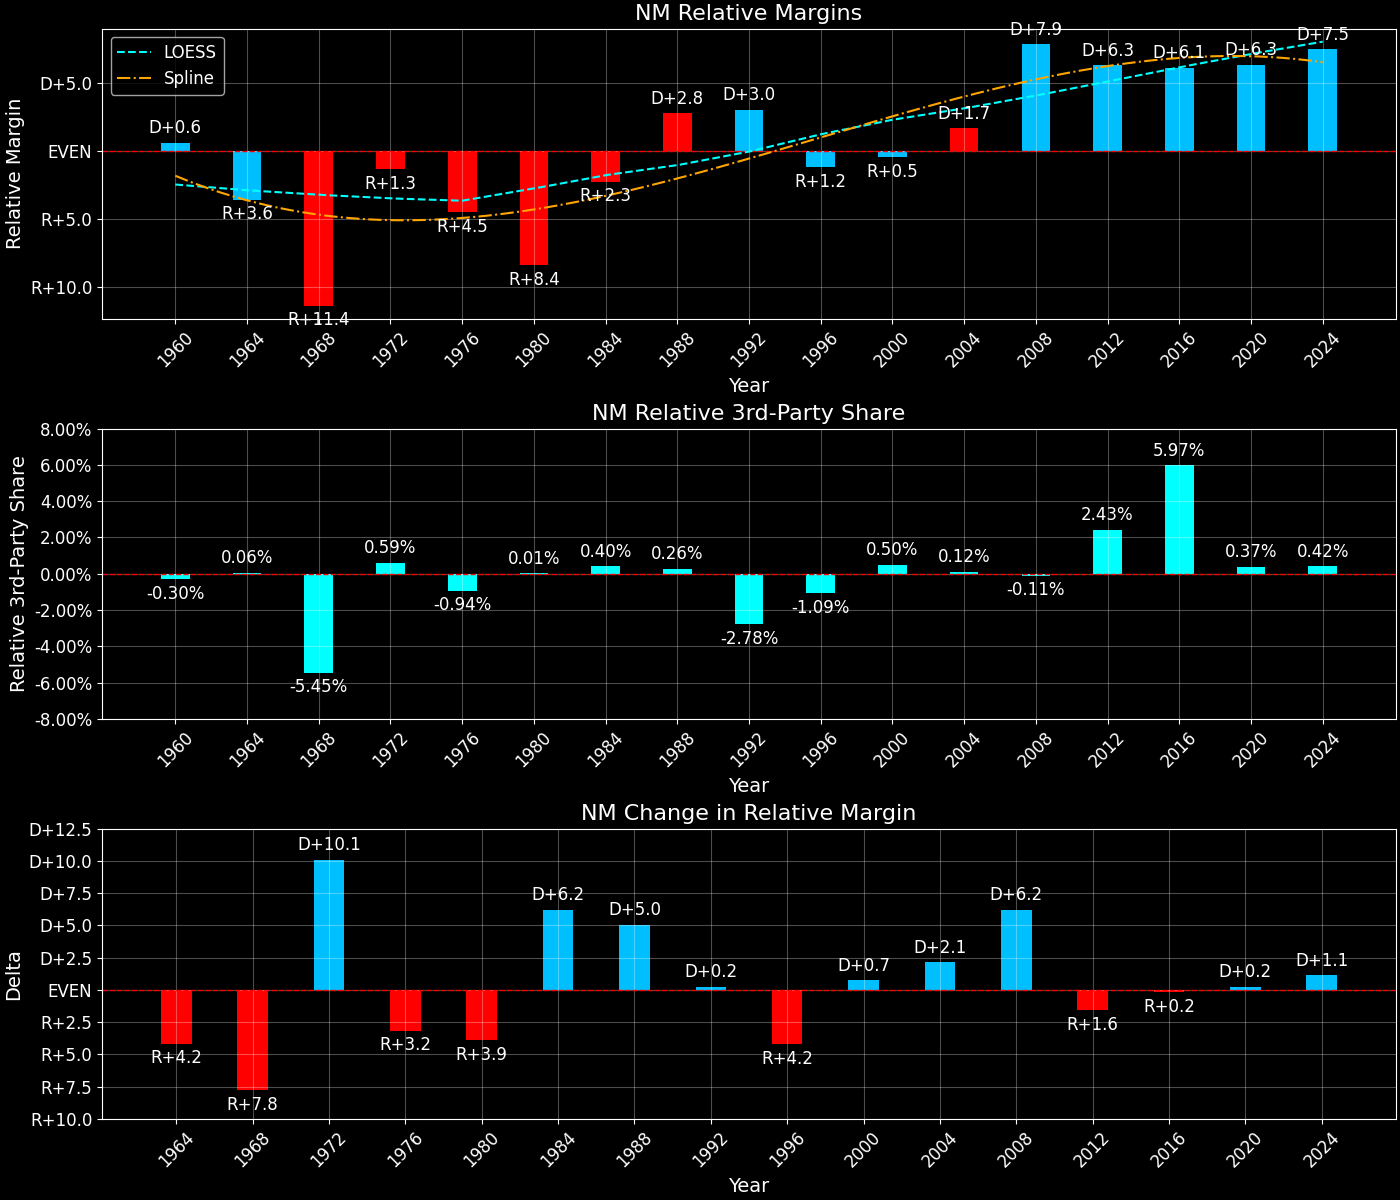 NM Relative Margins
LOESS
Spline
Relative Margin
D+5.0
EVEN
R+5.0
R+10.0
D+0.6
R+3.6
R+11.4
R+1.3
R+4.5
R+8.4
R+2.3
D+2.8
D+3.0
R+1.2
R+0.5
D+1.7
D+7.9
D+6.3
D+6.1
D+6.3
D+7.5
1960 1964 1968 1972 1976 1980 1984 1988 1992 1996 2000 2004 2008 2012 2016 2020 2024
Year
NM Relative 3rd-Party Share
Relative 3rd-Party Share
8.00%
6.00%
4.00%
2.00%
0.00%
-2.00%
-4.00%
-6.00%
-8.00%
-0.30%
0.06%
-5.45%
0.59%
-0.94%
0.01%
0.40%
0.26%
-2.78%
-1.09%
0.50%
0.12%
-0.11%
2.43%
5.97%
0.37%
0.42%
1960 1964 1968 1972 1976 1980 1984 1988 1992 1996 2000 2004 2008 2012 2016 2020 2024
Year
NM Change in Relative Margin
Delta
D+12.5
D+10.0
D+7.5
D+5.0
D+2.5
EVEN
R+2.5
R+5.0
R+7.5
R+10.0
R+4.2
R+7.8
D+10.1
R+3.2
R+3.9
D+6.2
D+5.0
D+0.2
R+4.2
D+0.7
D+2.1
D+6.2
R+1.6
R+0.2
D+0.2
D+1.1
1964 1968 1972 1976 1980 1984 1988 1992 1996 2000 2004 2008 2012 2016 2020 2024
Year